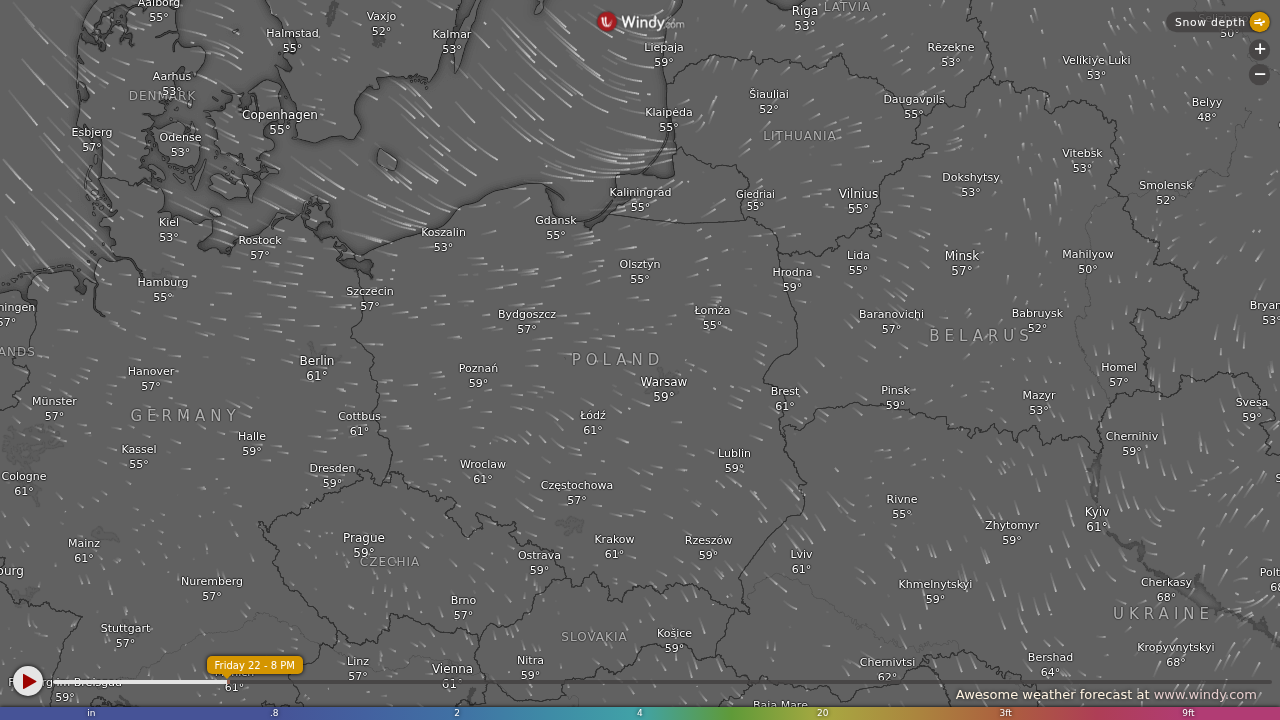 Aalborg
55°
Halmstad
55°
Vaxjo
52°
Kalmar
53°
Windy.com
Liepaja
59°
Riga
53°
LATVIA
Rēzekne
53°
Velikiye Luki
53°
Snow depth
50°
+
−
Aarhus
53°
DENMARK
Copenhagen
55°
Esbjerg
57°
Odense
53°
Klaipėda
55°
Šiauliai
52°
LITHUANIA
Daugavpils
55°
Belyy
48°
Vitebsk
53°
Dokshytsy
53°
Smolensk
52°
Kaliningrad
55°
Giedriai
55°
Vilnius
55°
Kiel
53°
Rostock
57°
Koszalin
53°
Gdansk
55°
Olsztyn
55°
Hrodna
59°
Lida
55°
Minsk
57°
Mahilyow
50°
Hamburg
55°
Szczecin
57°
Bydgoszcz
57°
Łomża
55°
Baranovichi
57°
Babruysk
52°
BELARUS
ningen
57°
ANDS
Hanover
57°
Berlin
61°
Poznań
59°
POLAND
Warsaw
59°
Brest
61°
Pinsk
59°
Mazyr
53°
Homel
57°
Svesa
59°
Münster
57°
GERMANY
Cottbus
61°
Łódź
61°
Chernihiv
59°
Kassel
55°
Halle
59°
Dresden
59°
Wroclaw
61°
Częstochowa
57°
Lublin
59°
Cologne
61°
Rivne
55°
Zhytomyr
59°
Kyiv
61°
Mainz
61°
Prague
59°
CZECHIA
Ostrava
59°
Krakow
61°
Rzeszów
59°
Lviv
61°
Khmelnytskyi
59°
Cherkasy
68°
UKRAINE
Nuremberg
57°
Brno
57°
SLOVAKIA
Košice
59°
Stuttgart
57°
Linz
57°
Vienna
61°
Nitra
59°
Chernivtsi
62°
Bershad
64°
Kropyvnytskyi
68°
Friday 22 - 8 PM
61°
59°
Baia Mare
Awesome weather forecast at www.windy.com
in .8 2 4 20 3ft 9ft